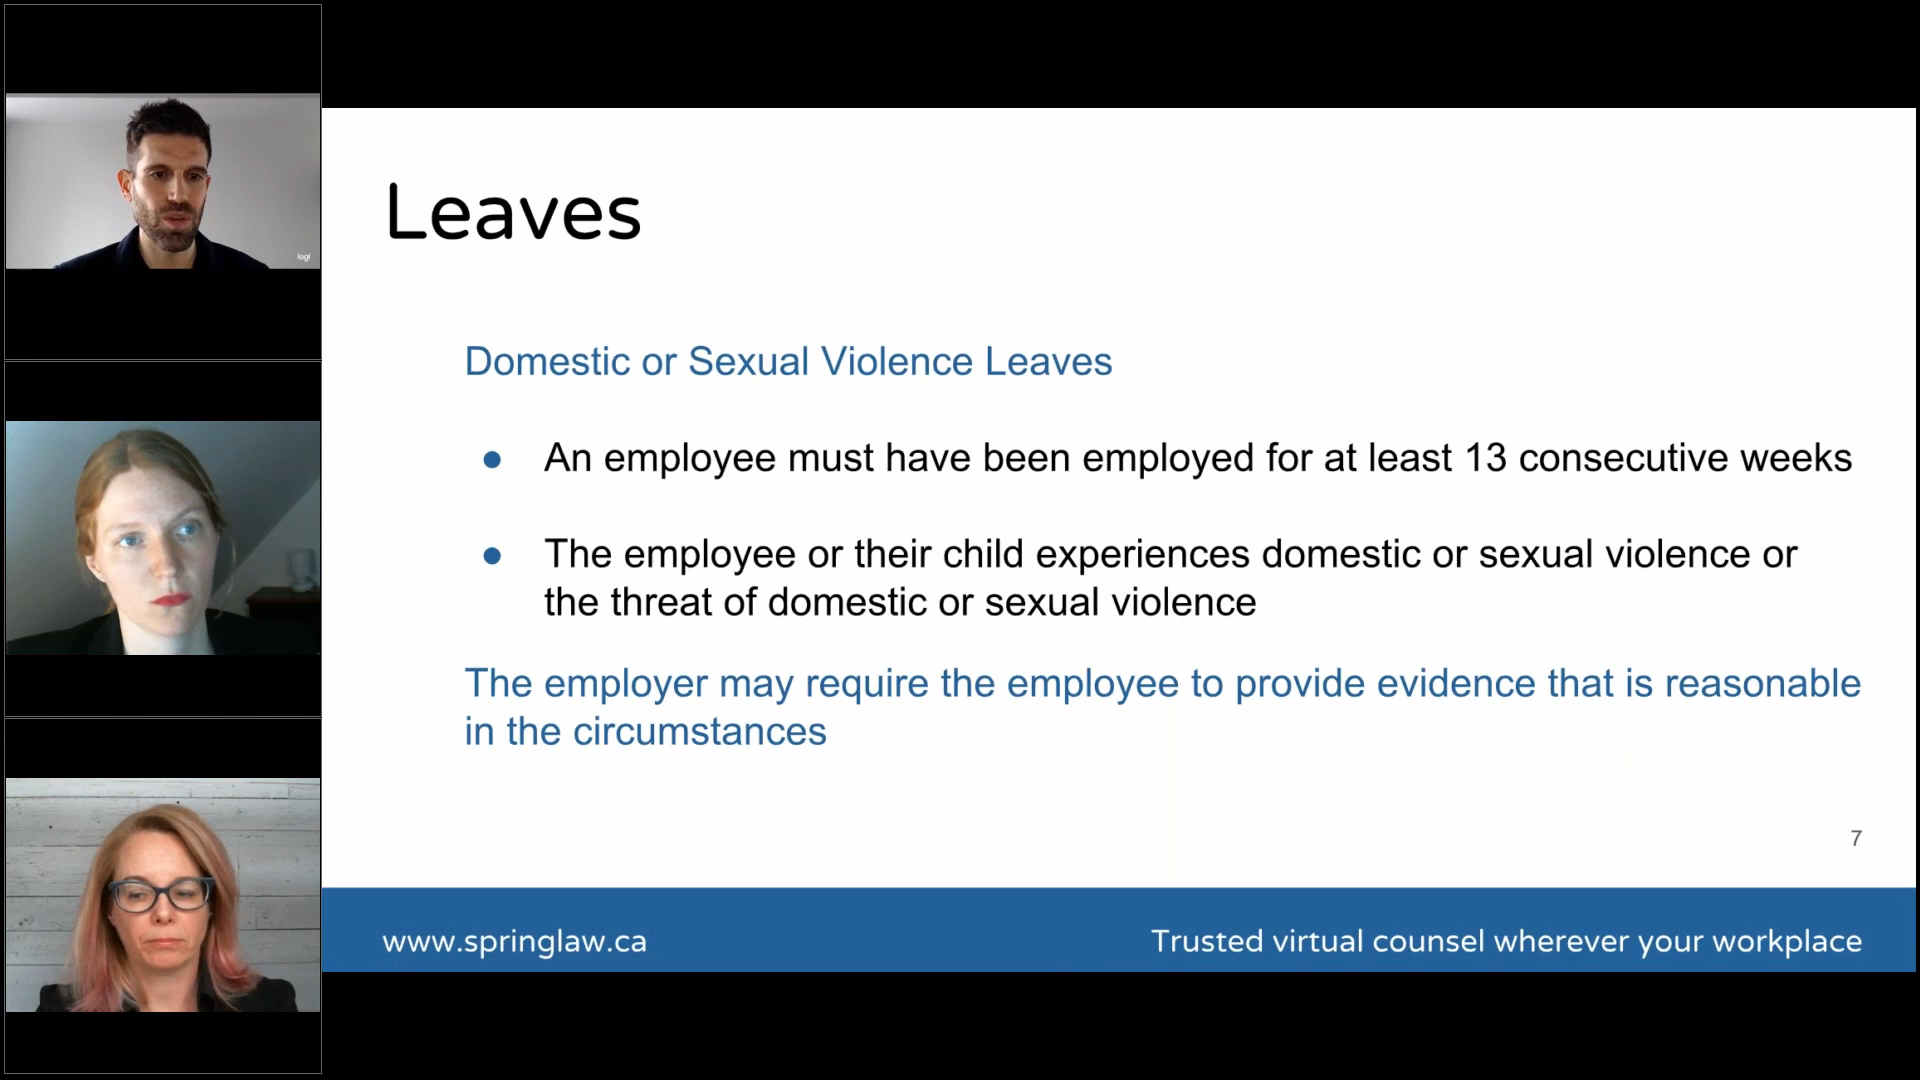 logi
Leaves
Domestic or Sexual Violence Leaves
● An employee must have been employed for at least 13 consecutive weeks
● The employee or their child experiences domestic or sexual violence or
the threat of domestic or sexual violence
The employer may require the employee to provide evidence that is reasonable
in the circumstances
7
www.springlaw.ca
Trusted virtual counsel wherever your workplace